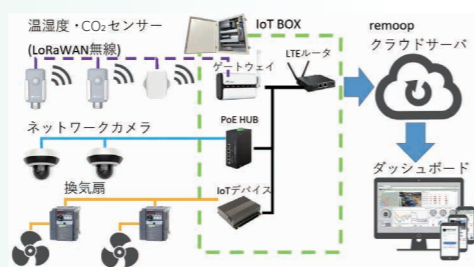 温湿度・CO₂センサー
(LoRaWAN無線)
IoT BOX
ゲートウェイ
LTEルータ
remoop
クラウドサーバ
ネットワークカメラ
PoE HUB
換気扇
IoTデバイス
ダッシュボード